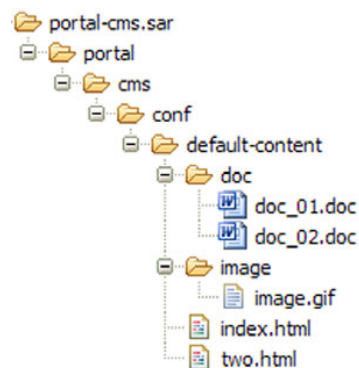 portal-cms.sar
portal
cms
conf
default-content
doc
doc_01.doc
doc_02.doc
image
image.gif
index.html
two.html